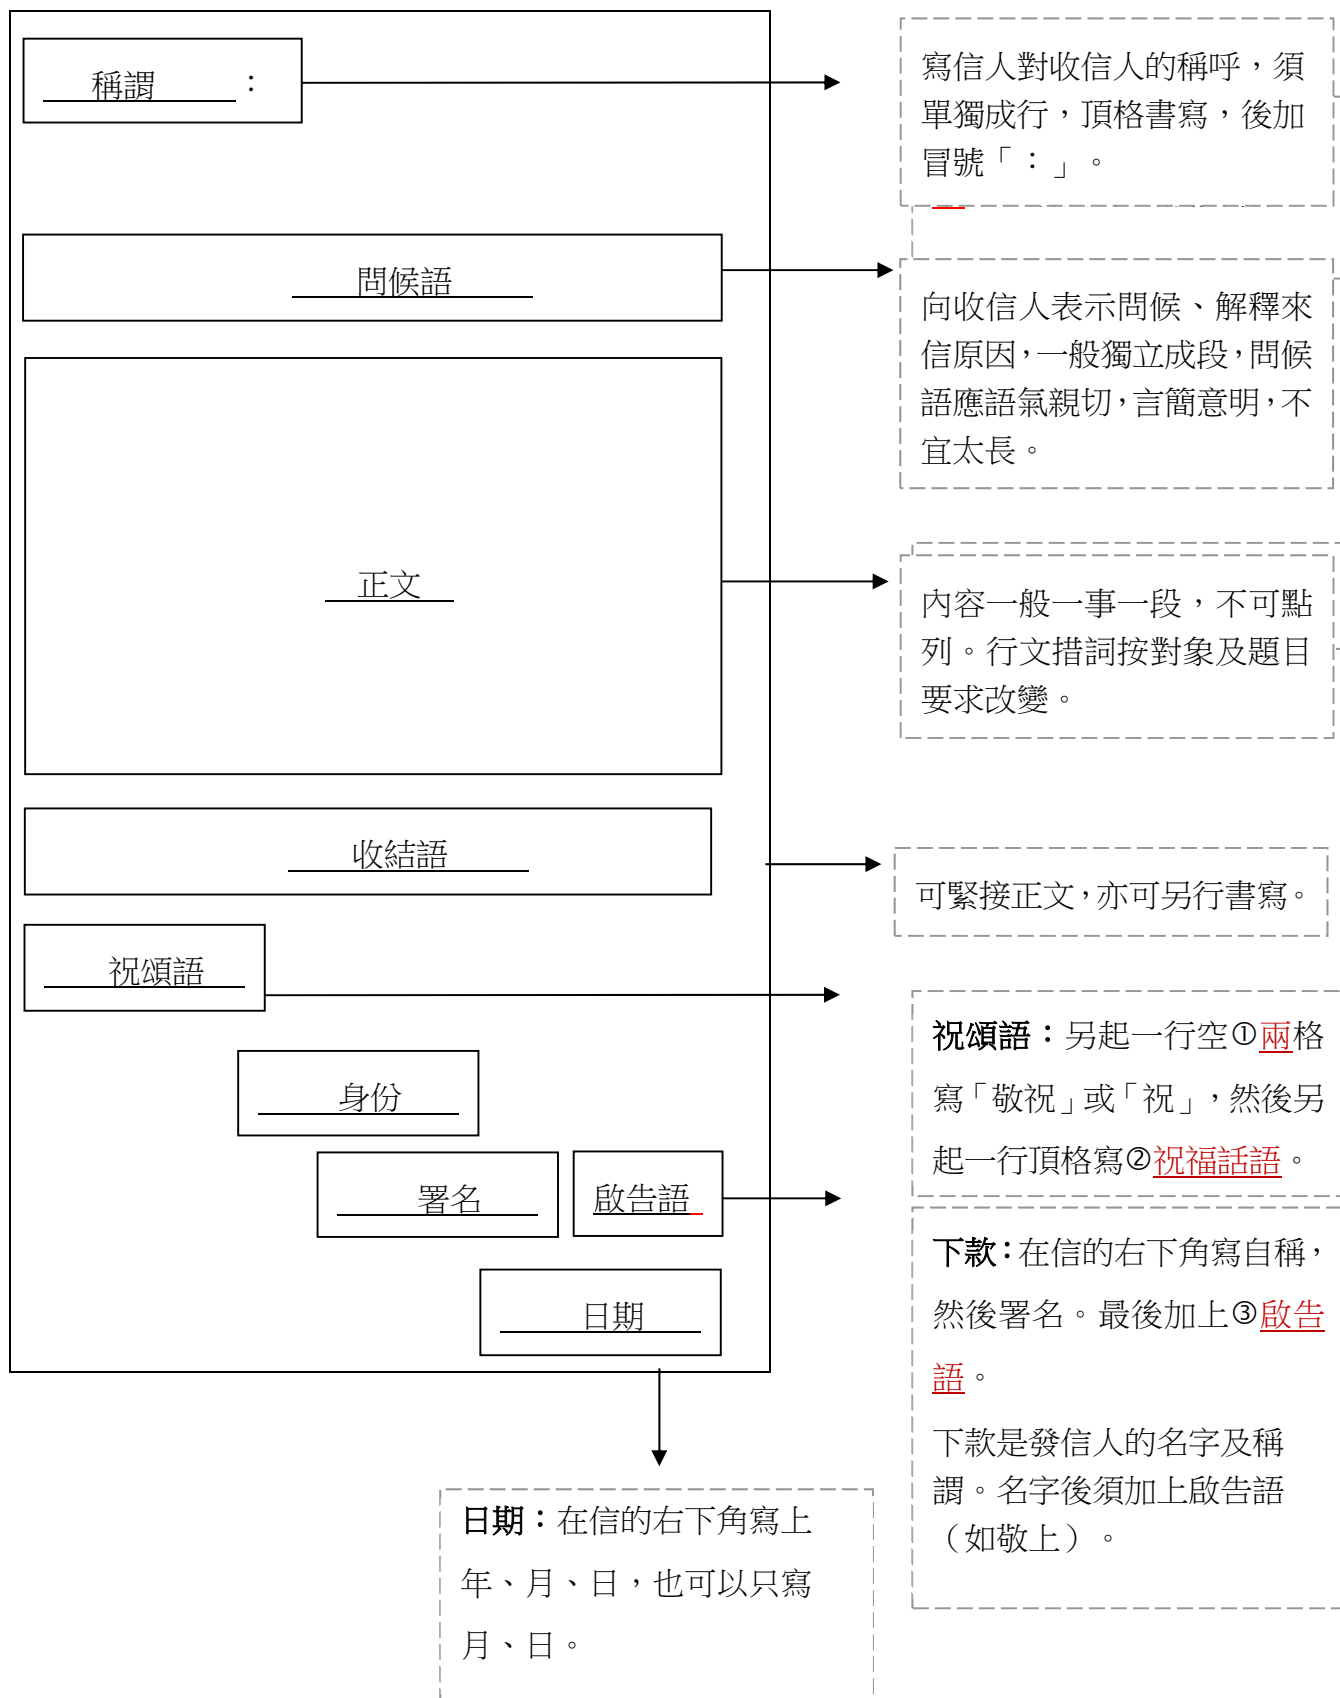 稱謂：
寫信人對收信人的稱呼，須
單獨成行，頂格書寫，後加
冒號「：」。
問候語
向收信人表示問候、解釋來
信原因，一般獨立成段，問候
語應語氣親切，言簡意明，不
宜太長。
正文
內容一般一事一段，不可點
列。行文措詞按對象及題目
要求改變。
收結語
可緊接正文，亦可另行書寫。
祝頌語
祝頌語：另起一行空①兩格
寫「敬祝」或「祝」，然後另
起一行頂格寫②祝福話語。
身份
署名
啟告語
下款：在信的右下角寫自稱，
然後署名。最後加上③啟告
語。
下款是發信人的名字及稱
謂。名字後須加上啟告語
（如敬上）。
日期
日期：在信的右下角寫上
年、月、日，也可以只寫
月、日。